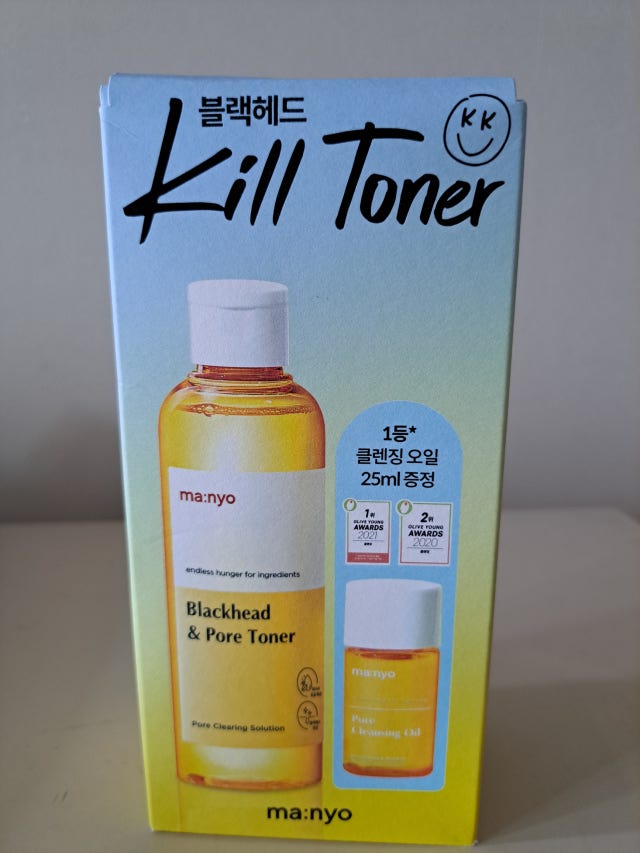 블랙헤드
KK
Kill Toner
ma:nyo
endless hunger for ingredients
Blackhead
& Pore Toner
Pore Clearing Solution
1등*
클렌징 오일
25ml 증정
1위
OLIVE YOUNG
AWARDS
2021
2위
OLIVE YOUNG
AWARDS
2020
ma:nyo
Pure
Cleansing Oil
ma:nyo